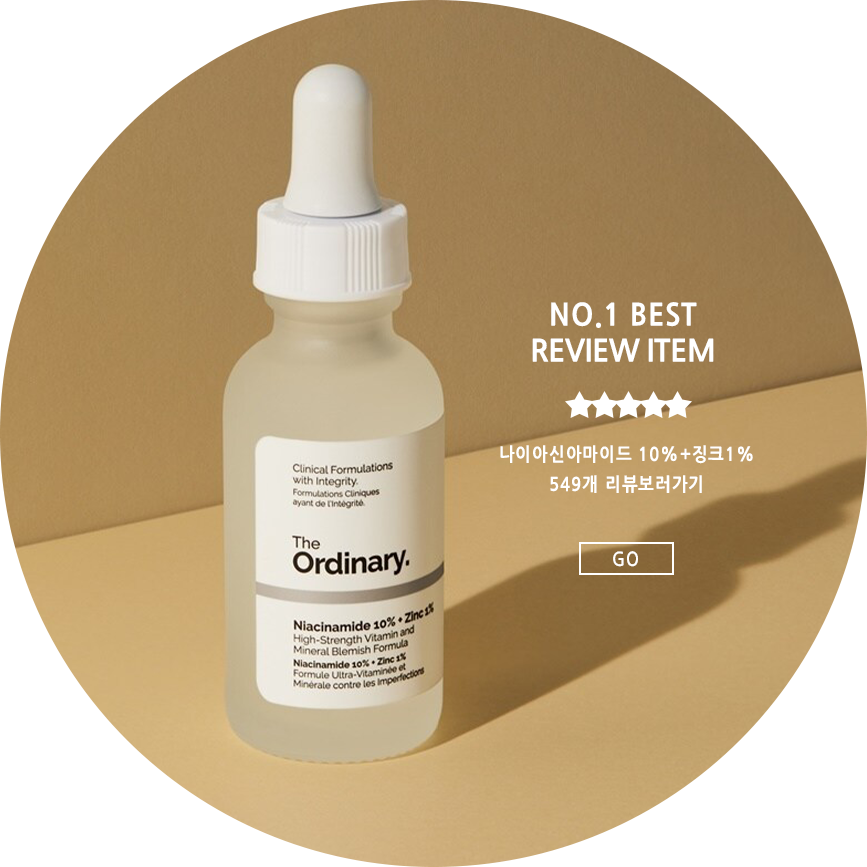 NO.1 BEST
REVIEW ITEM
나이아신아마이드 10%+징크1%
549개 리뷰보러가기
GO
Clinical Formulations
with Integrity.
Formulations Cliniques
ayant de l'Intégrité.
The
Ordinary.
Niacinamide 10% + Zinc 1%
High-Strength Vitamin and
Mineral Blemish Formula
Niacinamide 10% + Zinc 1%
Formule Ultra-Vitaminée et
Minérale contre les Imperfections